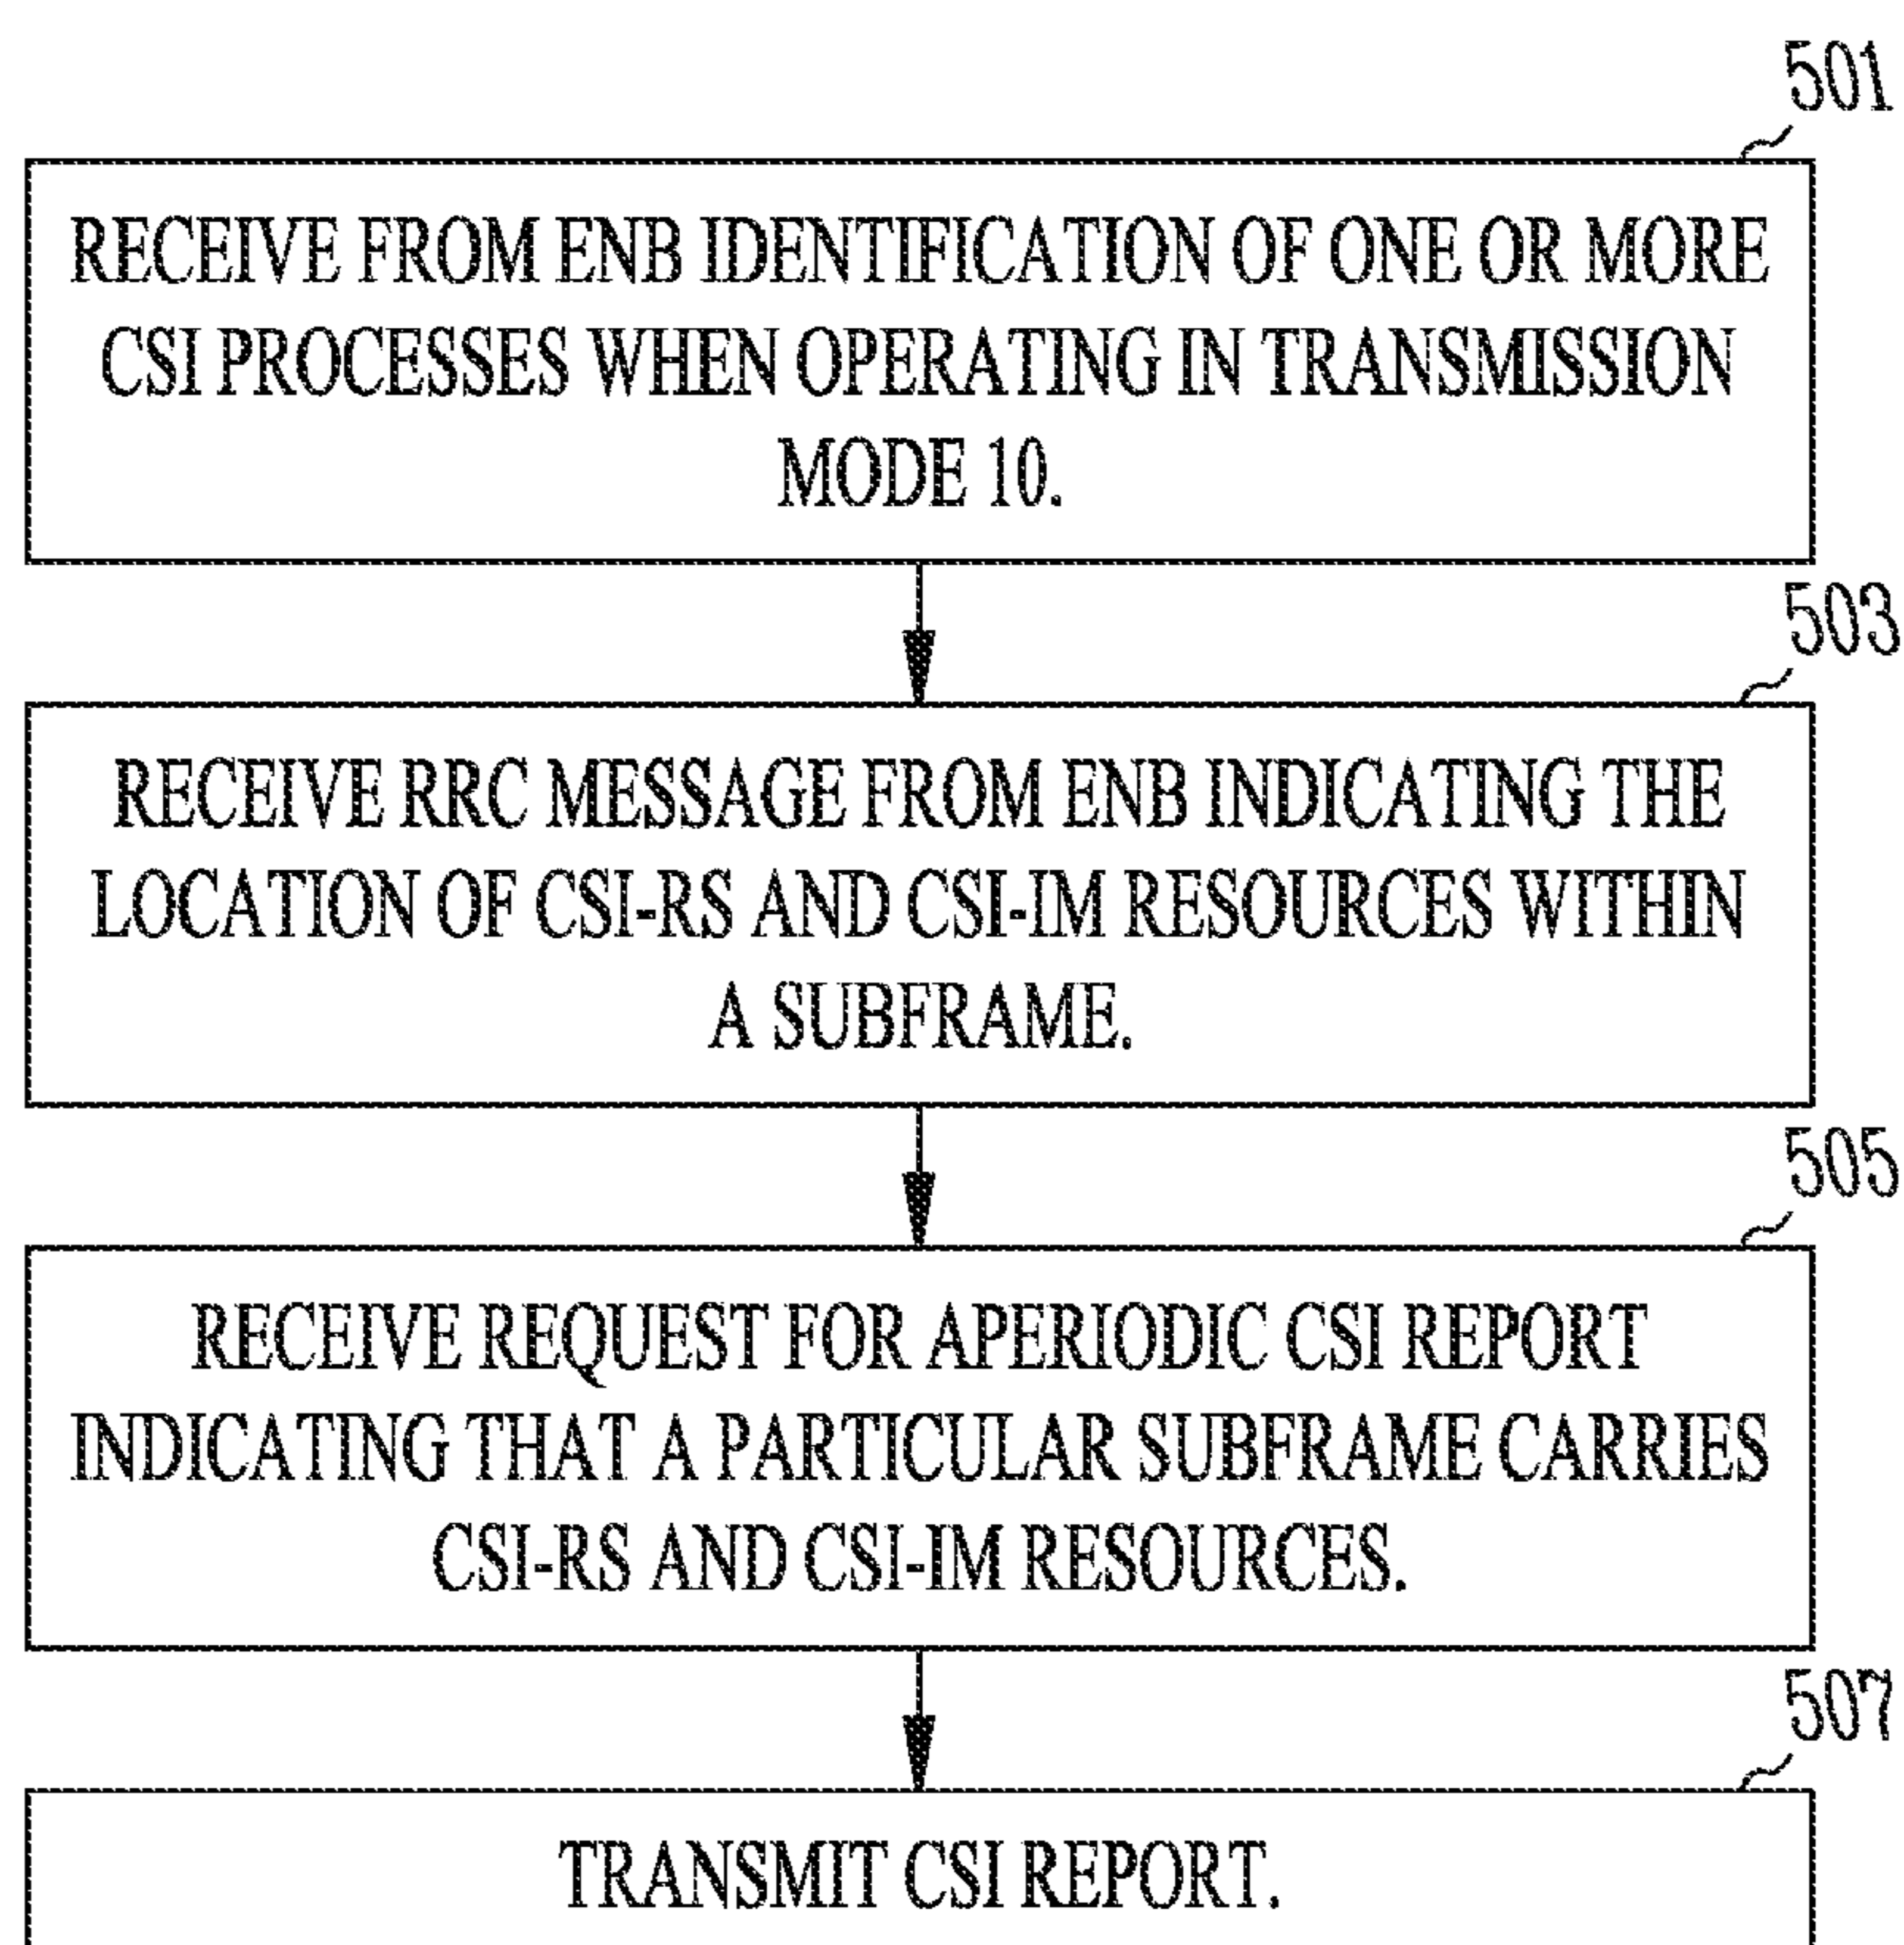 501
RECEIVE FROM ENB IDENTIFICATION OF ONE OR MORE
CSI PROCESSES WHEN OPERATING IN TRANSMISSION
MODE 10.
503
RECEIVE RRC MESSAGE FROM ENB INDICATING THE
LOCATION OF CSI-RS AND CSI-IM RESOURCES WITHIN
A SUBFRAME.
505
RECEIVE REQUEST FOR APERIODIC CSI REPORT
INDICATING THAT A PARTICULAR SUBFRAME CARRIES
CSI-RS AND CSI-IM RESOURCES.
507
TRANSMIT CSI REPORT.